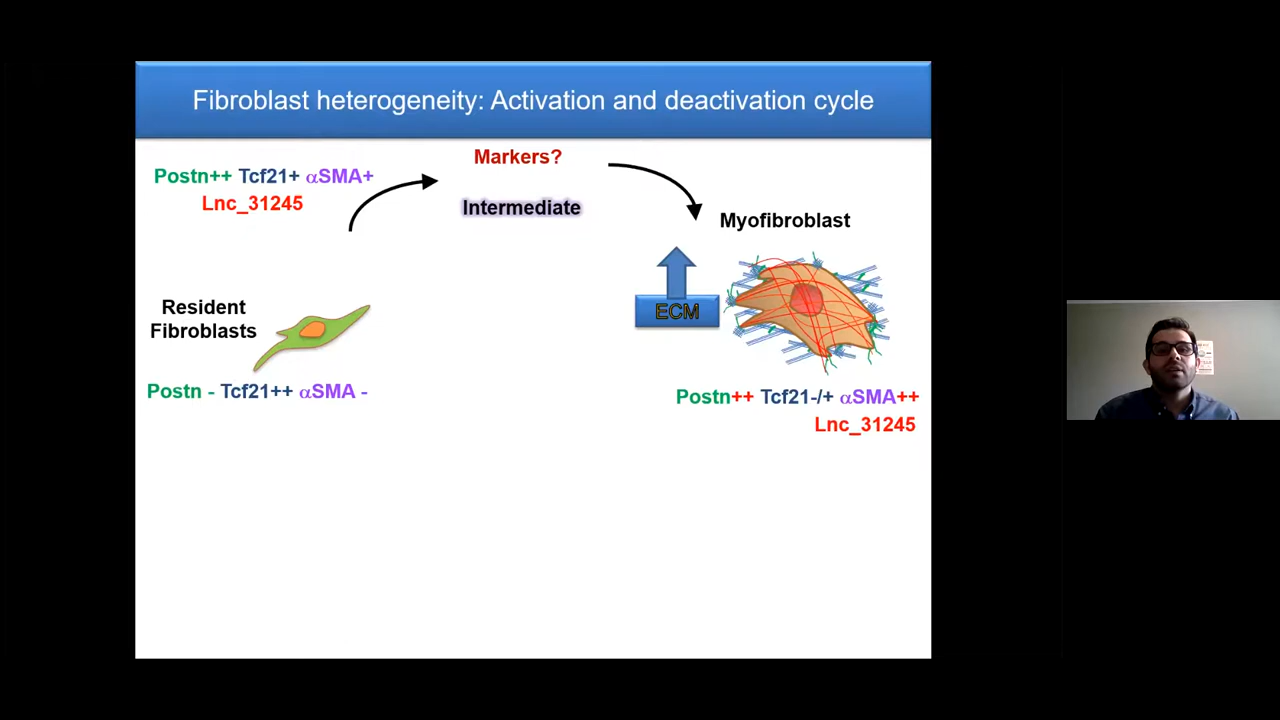 Fibroblast heterogeneity: Activation and deactivation cycle
Markers?
Postn++ Tcf21+ αSMA+
Lnc_31245
Intermediate
Myofibroblast
Resident
Fibroblasts
ECM
Postn - Tcf21++ αSMA -
Postn++ Tcf21-/+ αSMA++
Lnc_31245